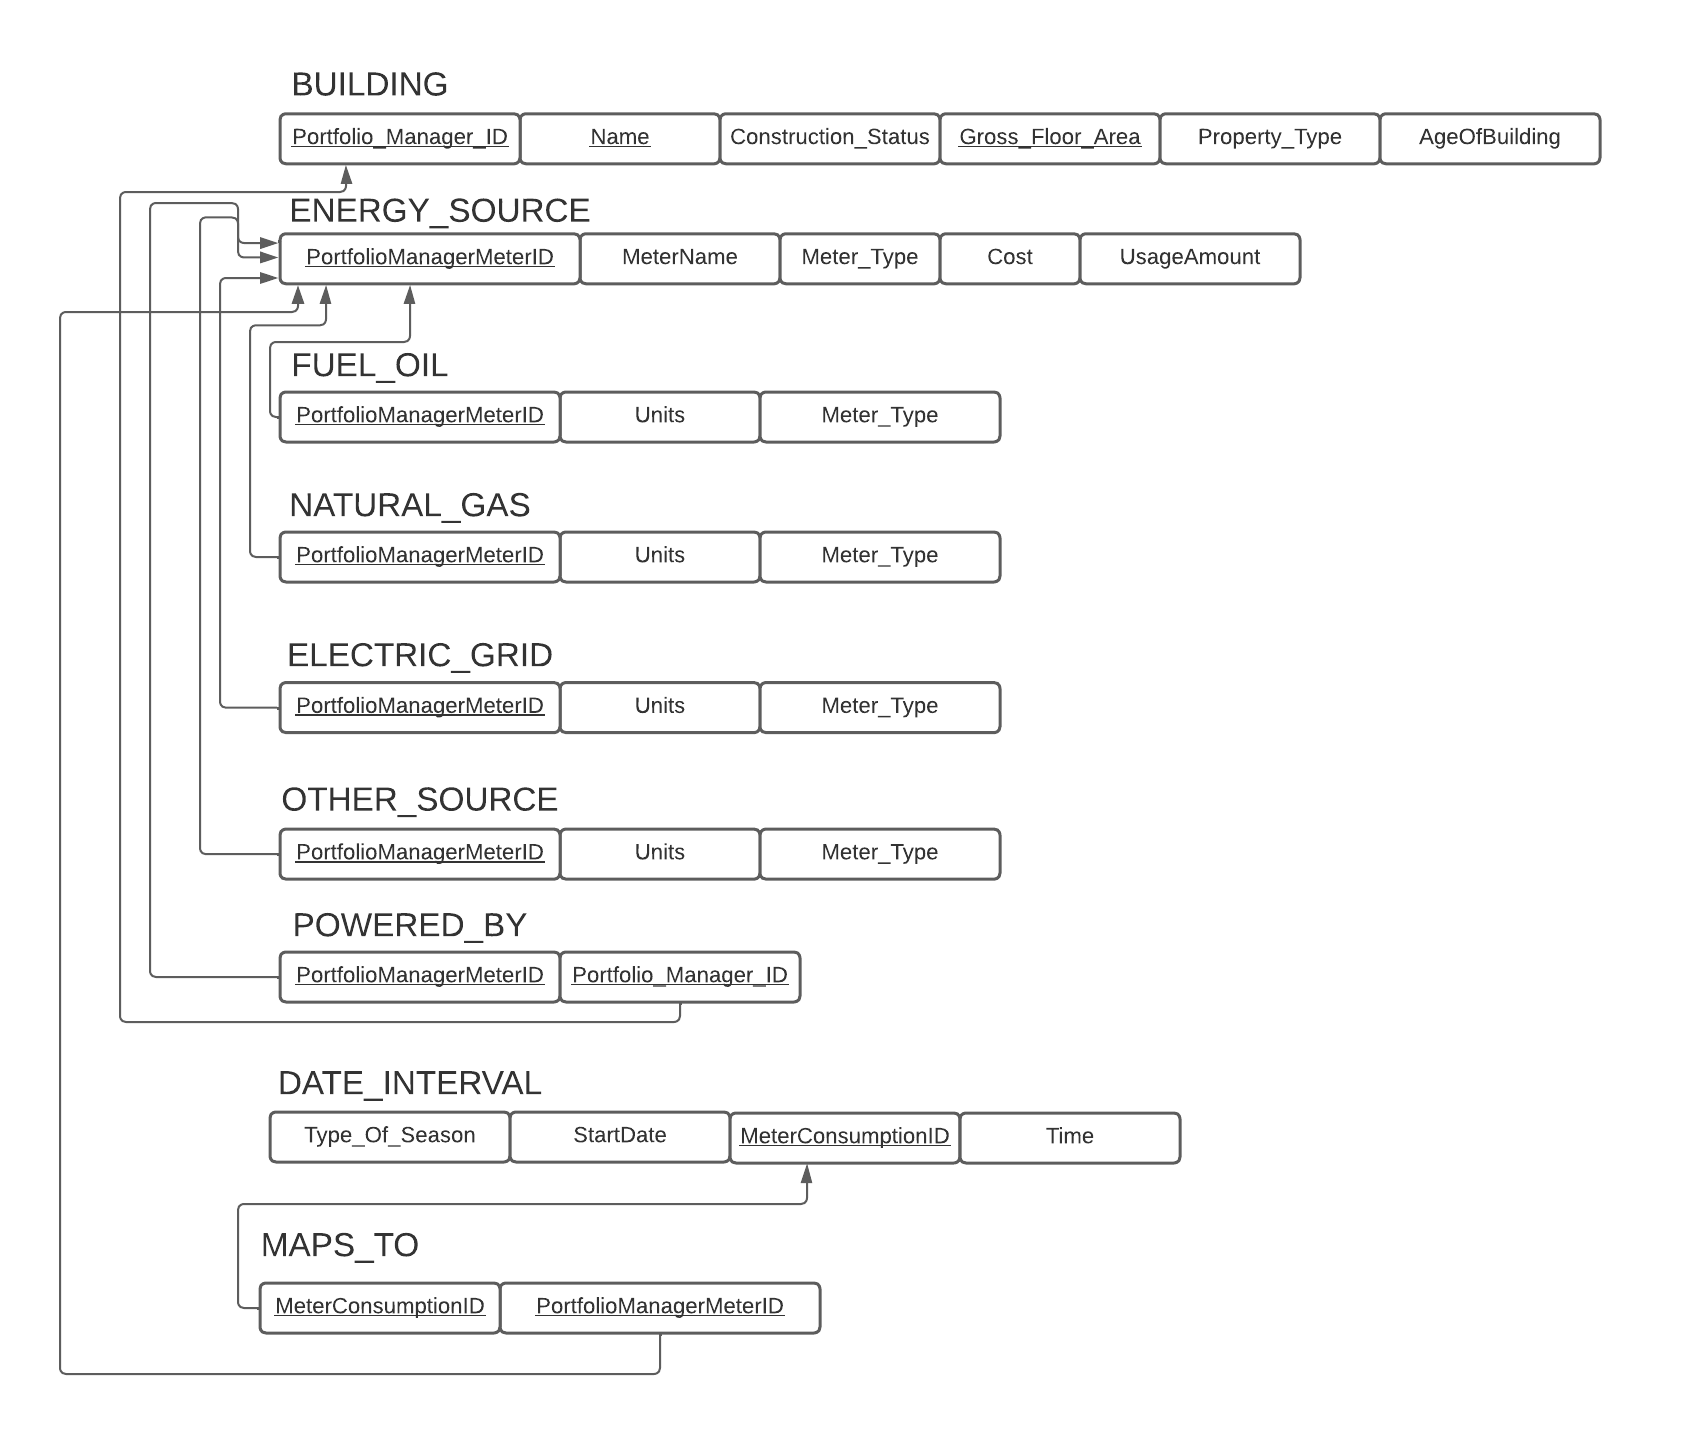 BUILDING
Portfolio_Manager_ID Name Construction_Status Gross_Floor_Area Property_Type AgeOfBuilding
ENERGY_SOURCE
PortfolioManagerMeterID MeterName Meter_Type Cost UsageAmount
FUEL_OIL
PortfolioManagerMeterID Units Meter_Type
NATURAL_GAS
PortfolioManagerMeterID Units Meter_Type
ELECTRIC_GRID
PortfolioManagerMeterID Units Meter_Type
OTHER_SOURCE
PortfolioManagerMeterID Units Meter_Type
POWERED_BY
PortfolioManagerMeterID Portfolio_Manager_ID
DATE_INTERVAL
Type_Of_Season StartDate MeterConsumptionID Time
MAPS_TO
MeterConsumptionID PortfolioManagerMeterID